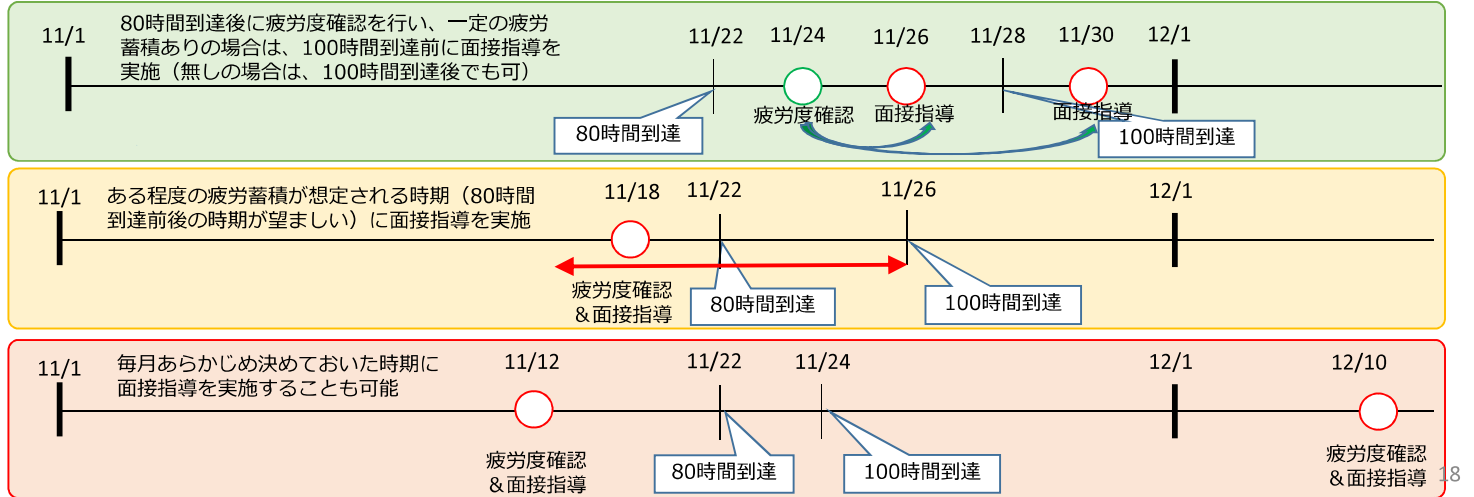 11/1
80時間到達後に疲労度確認を行い、一定の疲労
蓄積ありの場合は、100時間到達前に面接指導を
実施（無しの場合は、100時間到達後でも可）
11/22
11/24
11/26
11/28
11/30
12/1
疲労度確認
面接指導
面接指導
80時間到達
100時間到達
11/1
ある程度の疲労蓄積が想定される時期（80時間
到達前後の時期が望ましい）に面接指導を実施
11/18
11/22
11/26
12/1
疲労度確認
＆面接指導
80時間到達
100時間到達
11/1
毎月あらかじめ決めておいた時期に
面接指導を実施することも可能
11/12
11/22
11/24
12/1
12/10
疲労度確認
＆面接指導
80時間到達
100時間到達
疲労度確認
＆面接指導
18